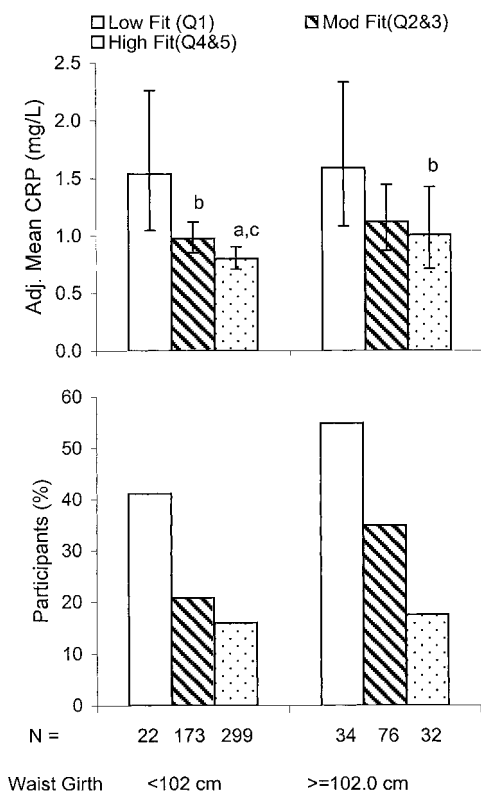 Low Fit (Q1) Mod Fit(Q2&3)
High Fit(Q4&5)
Adj. Mean CRP (mg/L)
2.5
2.0
1.5
1.0
0.5
0.0
b
a,c
b
Participants (%)
60
50
40
30
20
10
0
N = 22 173 299 34 76 32
Waist Girth <102 cm >=102.0 cm